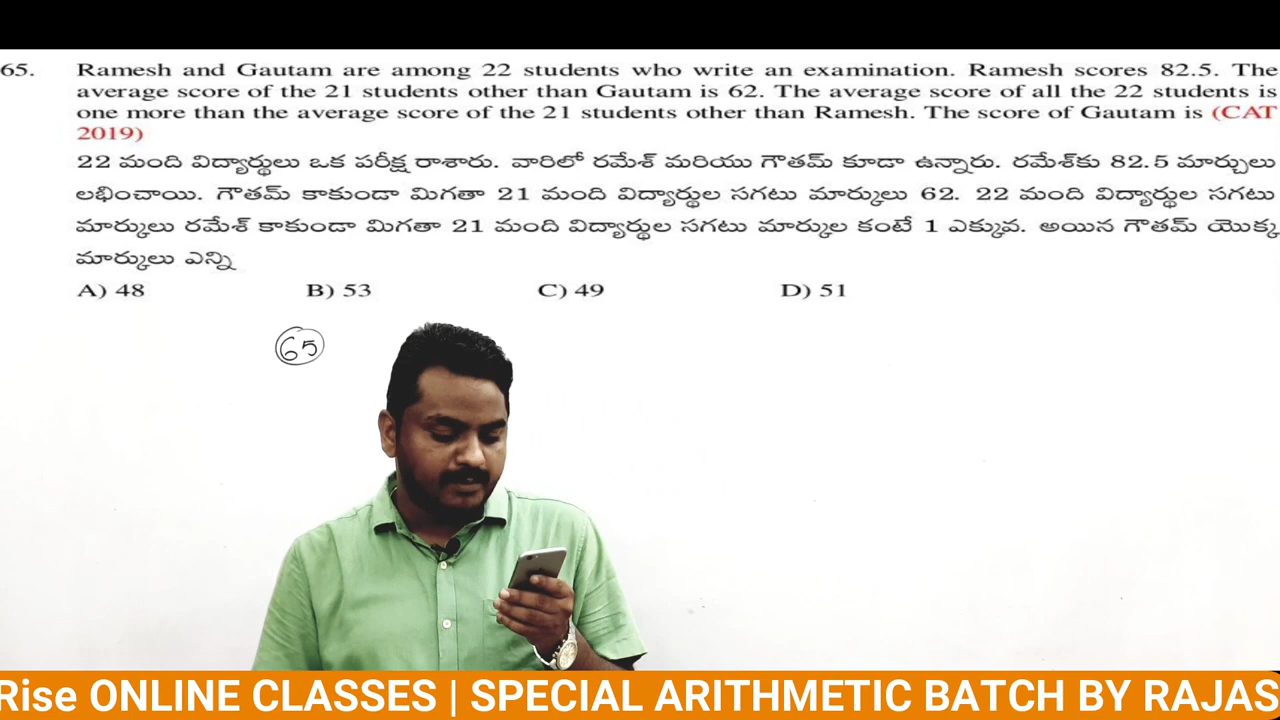 65. Ramesh and Gautam are among 22 students who write an examination. Ramesh scores 82.5. The
average score of the 21 students other than Gautam is 62. The average score of all the 22 students is
one more than the average score of the 21 students other than Ramesh. The score of Gautam is (CAT
2019)
22 మంది విద్యార్థులు ఒక పరీక్ష రాశారు. వారిలో రమేశ్ మరియు గౌతమ్ కూడా ఉన్నారు. రమేశ్‌కు 82.5 మార్చులు
లభించాయి. గౌతమ్ కాకుండా మిగతా 21 మంది విద్యార్థుల సగటు మార్కులు 62. 22 మంది విద్యార్థుల సగటు
మార్కులు రమేశ్ కాకుండా మిగతా 21 మంది విద్యార్థుల సగటు మార్కుల కంటే 1 ఎక్కువ. అయిన గౌతమ్ యొక్క
మార్కులు ఎన్ని
A) 48 B) 53 C) 49 D) 51
65
Rise ONLINE CLASSES | SPECIAL ARITHMETIC BATCH BY RAJAS